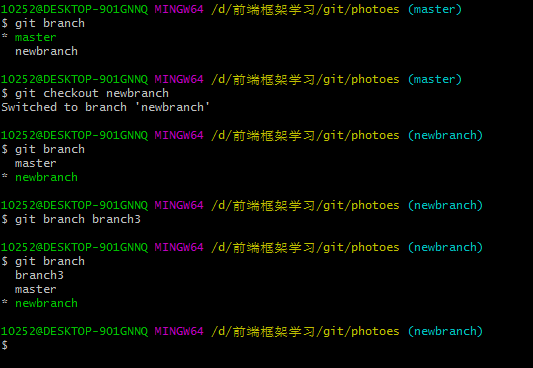 10252@DESKTOP-901GNNQ MINGW64 /d/前端框架学习/git/photoes (master)
$ git branch
* master
  newbranch

10252@DESKTOP-901GNNQ MINGW64 /d/前端框架学习/git/photoes (master)
$ git checkout newbranch
Switched to branch 'newbranch'

10252@DESKTOP-901GNNQ MINGW64 /d/前端框架学习/git/photoes (newbranch)
$ git branch
  master
* newbranch

10252@DESKTOP-901GNNQ MINGW64 /d/前端框架学习/git/photoes (newbranch)
$ git branch branch3

10252@DESKTOP-901GNNQ MINGW64 /d/前端框架学习/git/photoes (newbranch)
$ git branch
  branch3
  master
* newbranch

10252@DESKTOP-901GNNQ MINGW64 /d/前端框架学习/git/photoes (newbranch)
$